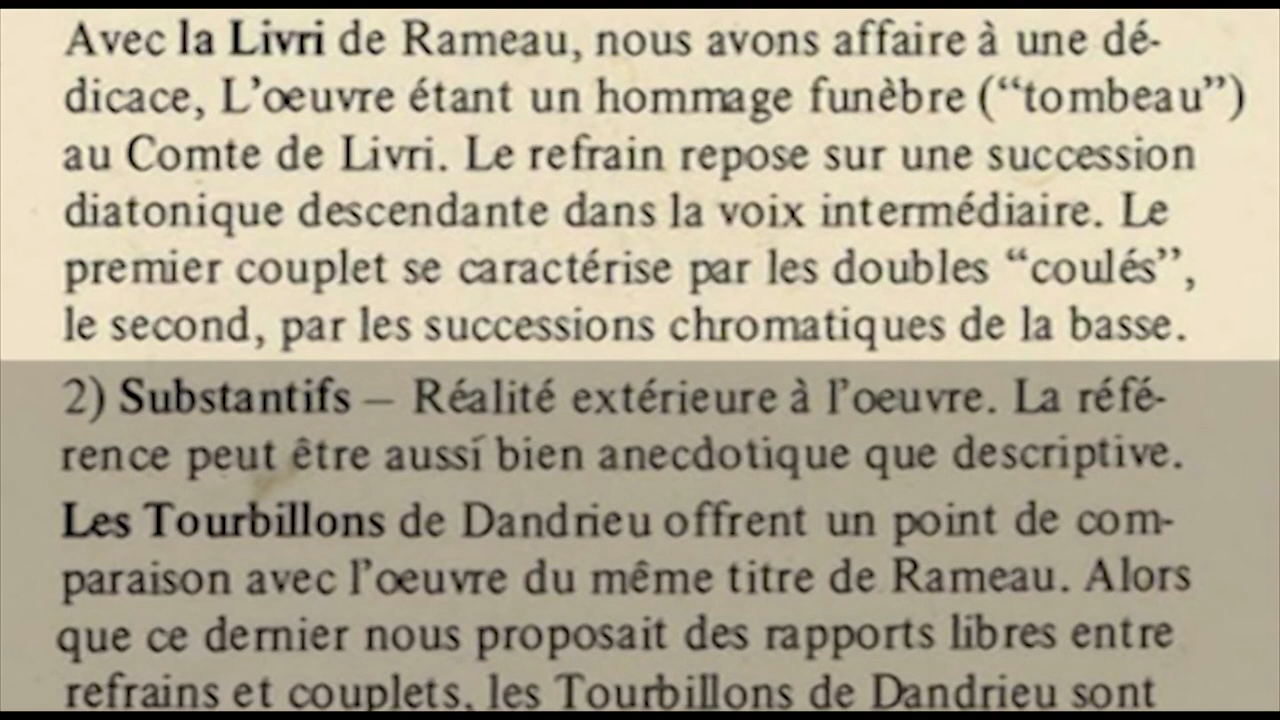 Avec la Livri de Rameau, nous avons affaire à une dé-
dicace, L'oeuvre étant un hommage funèbre (“tombeau”)
au Comte de Livri. Le refrain repose sur une succession
diatonique descendante dans la voix intermédiaire. Le
premier couplet se caractérise par les doubles “coulés”,
le second, par les successions chromatiques de la basse.
2) Substantifs – Réalité extérieure à l'oeuvre. La réfé-
rence peut être aussi bien anecdotique que descriptive.
Les Tourbillons de Dandrieu offrent un point de com-
paraison avec l'oeuvre du même titre de Rameau. Alors
que ce dernier nous proposait des rapports libres entre
refrains et couplets, les Tourbillons de Dandrieu sont